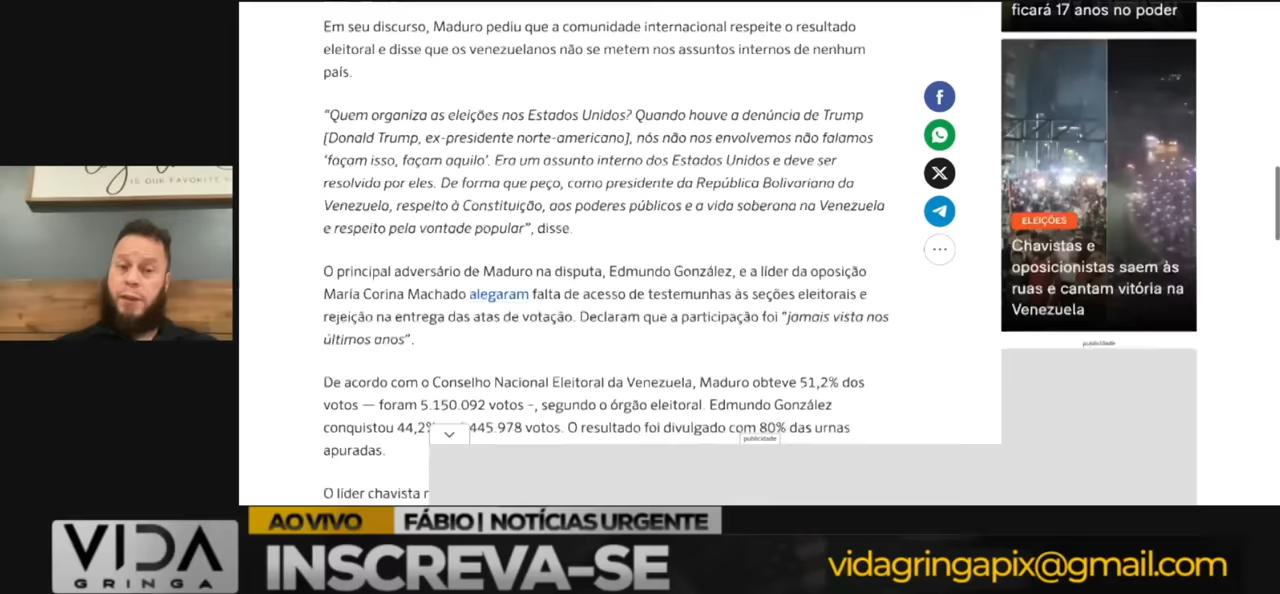 Em seu discurso, Maduro pediu que a comunidade internacional respeite o resultado
eleitoral e disse que os venezuelanos não se metem nos assuntos internos de nenhum
país.
“Quem organiza as eleições nos Estados Unidos? Quando houve a denúncia de Trump
[Donald Trump, ex-presidente norte-americano], nós não nos envolvemos não falamos
‘façam isso, façam aquilo’. Era um assunto interno dos Estados Unidos e deve ser
resolvido por eles. De forma que peço, como presidente da República Bolivariana da
Venezuela, respeito à Constituição, aos poderes públicos e a vida soberana na Venezuela
e respeito pela vontade popular”, disse.
O principal adversário de Maduro na disputa, Edmundo González, e a líder da oposição
María Corina Machado alegaram falta de acesso de testemunhas às seções eleitorais e
rejeição na entrega das atas de votação. Declaram que a participação foi “jamais vista nos
últimos anos”.
De acordo com o Conselho Nacional Eleitoral da Venezuela, Maduro obteve 51,2% dos
votos — foram 5.150.092 votos –, segundo o órgão eleitoral. Edmundo González
conquistou 44,2% 445.978 votos. O resultado foi divulgado com 80% das urnas
apuradas.
O líder chavista r
publicidade
ficará 17 anos no poder
ELEIÇÕES
Chavistas e
oposicionistas saem às
ruas e cantam vitória na
Venezuela
publicidade
IS OUR FAVORITE
VIDA
GRINGA
AO VIVO
FÁBIO | NOTÍCIAS URGENTE
INSCREVA-SE
vidagringapix@gmail.com